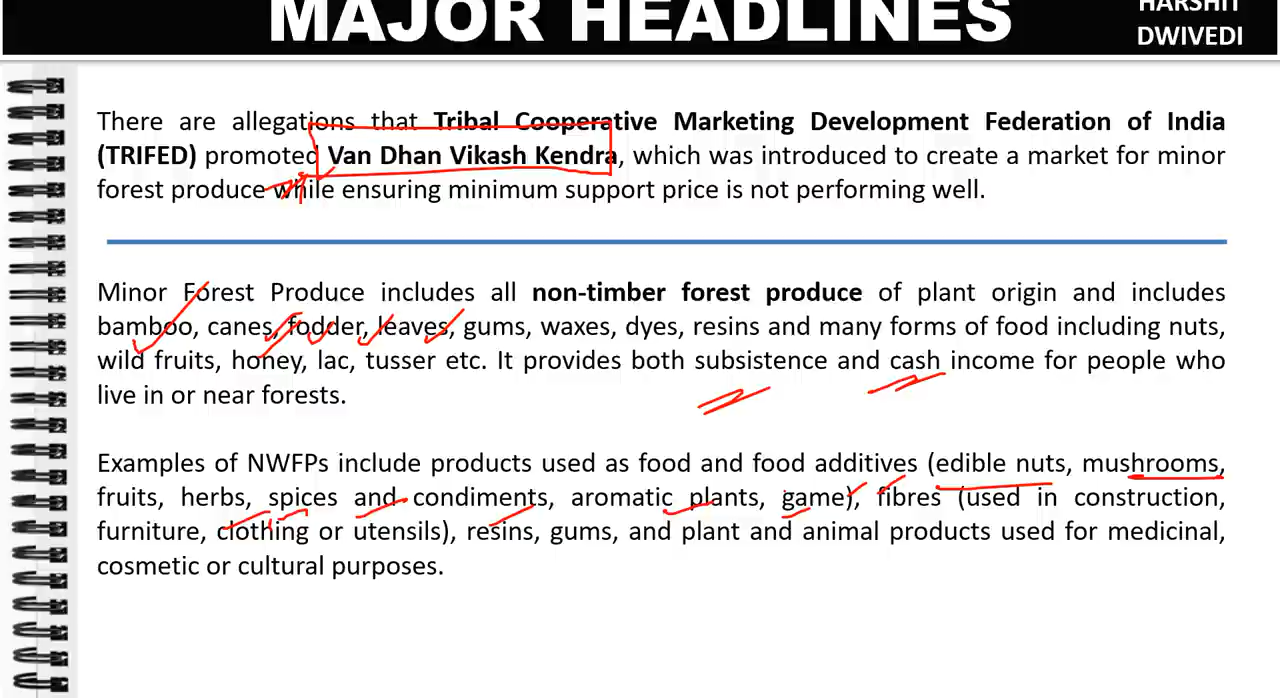 MAJOR HEADLINES
HARSHIT
DWIVEDI
There are allegations that Tribal Cooperative Marketing Development Federation of India
(TRIFED) promoted Van Dhan Vikash Kendra, which was introduced to create a market for minor
forest produce while ensuring minimum support price is not performing well.
Minor Forest Produce includes all non-timber forest produce of plant origin and includes
bamboo, canes, fodder, leaves, gums, waxes, dyes, resins and many forms of food including nuts,
wild fruits, honey, lac, tusser etc. It provides both subsistence and cash income for people who
live in or near forests.
Examples of NWFPs include products used as food and food additives (edible nuts, mushrooms,
fruits, herbs, spices and condiments, aromatic plants, game), fibres (used in construction,
furniture, clothing or utensils), resins, gums, and plant and animal products used for medicinal,
cosmetic or cultural purposes.